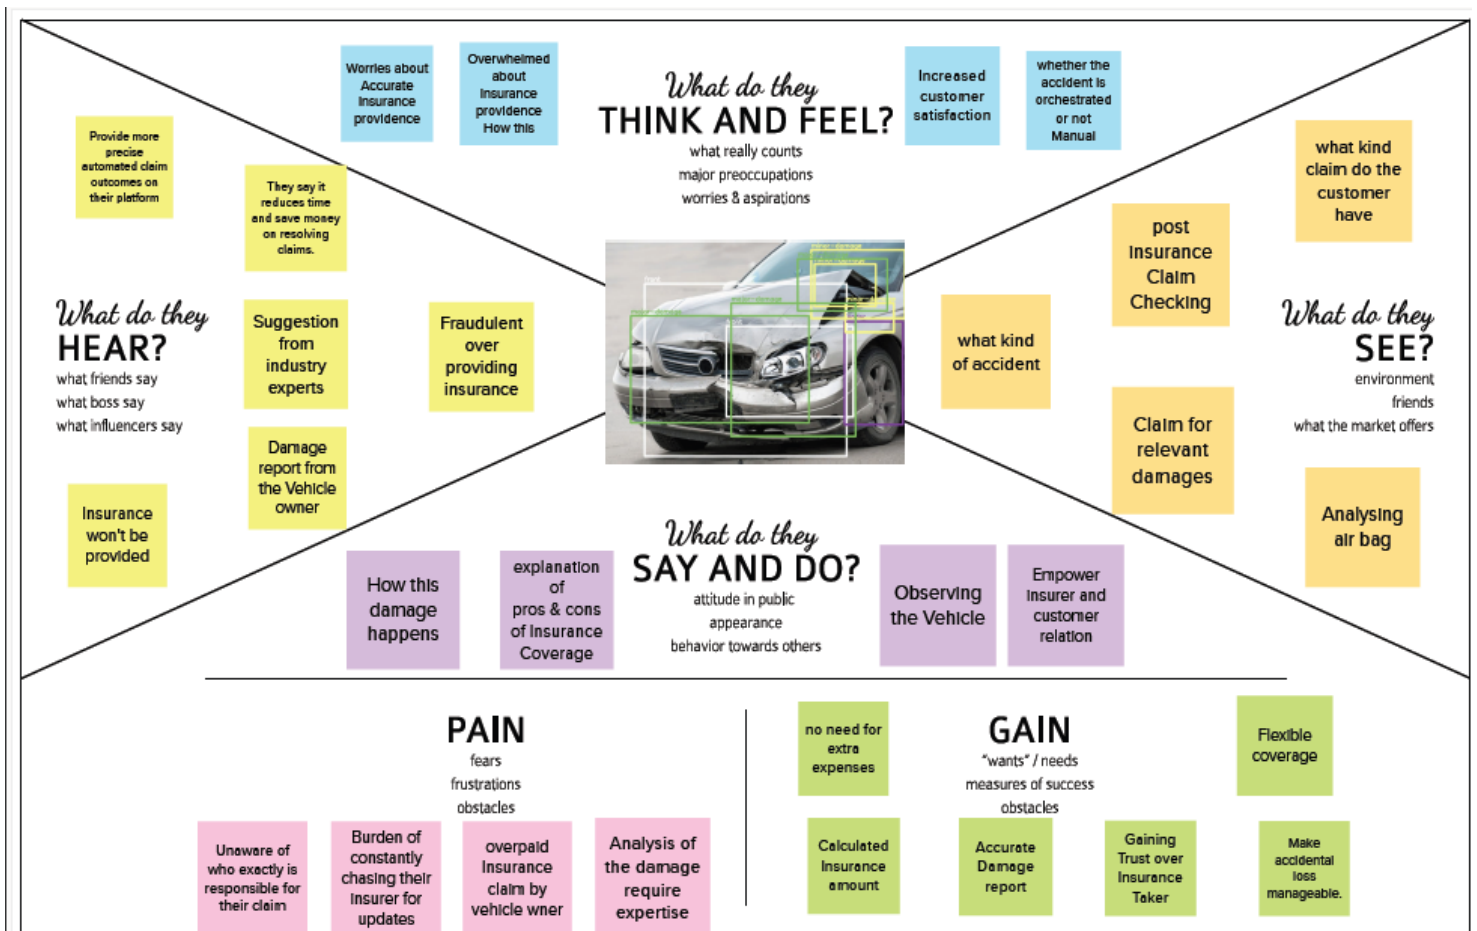 Worries about
Accurate
Insurance
providence
Overwhelmed
about
Insurance
providence
How this
What do they
THINK AND FEEL?
what really counts
major preoccupations
worries & aspirations
Increased
customer
satisfaction
whether the
accident is
orchestrated
or not
Manual
Provide more
precise
automated claim
outcomes on
their platform
They say it
reduces time
and save money
on resolving
claims.
What do they
HEAR?
what friends say
what boss say
what influencers say
Suggestion
from
industry
experts
Fraudulent
over
providing
insurance
Damage
report from
the Vehicle
owner
Insurance
won't be
provided
what kind
of accident
post
Insurance
Claim
Checking
what kind
claim do the
customer
have
What do they
SEE?
environment
friends
what the market offers
Claim for
relevant
damages
Analysing
air bag
What do they
SAY AND DO?
attitude in public
appearance
behavior towards others
How this
damage
happens
explanation
of
pros & cons
of Insurance
Coverage
Observing
the Vehicle
Empower
insurer and
customer
relation
PAIN
fears
frustrations
obstacles
Unaware of
who exactly is
responsible for
their claim
Burden of
constantly
chasing their
insurer for
updates
overpaid
Insurance
claim by
vehicle wner
Analysis of
the damage
require
expertise
GAIN
"wants" / needs
measures of success
obstacles
no need for
extra
expenses
Flexible
coverage
Calculated
Insurance
amount
Accurate
Damage
report
Gaining
Trust over
Insurance
Taker
Make
accidental
loss
manageable.